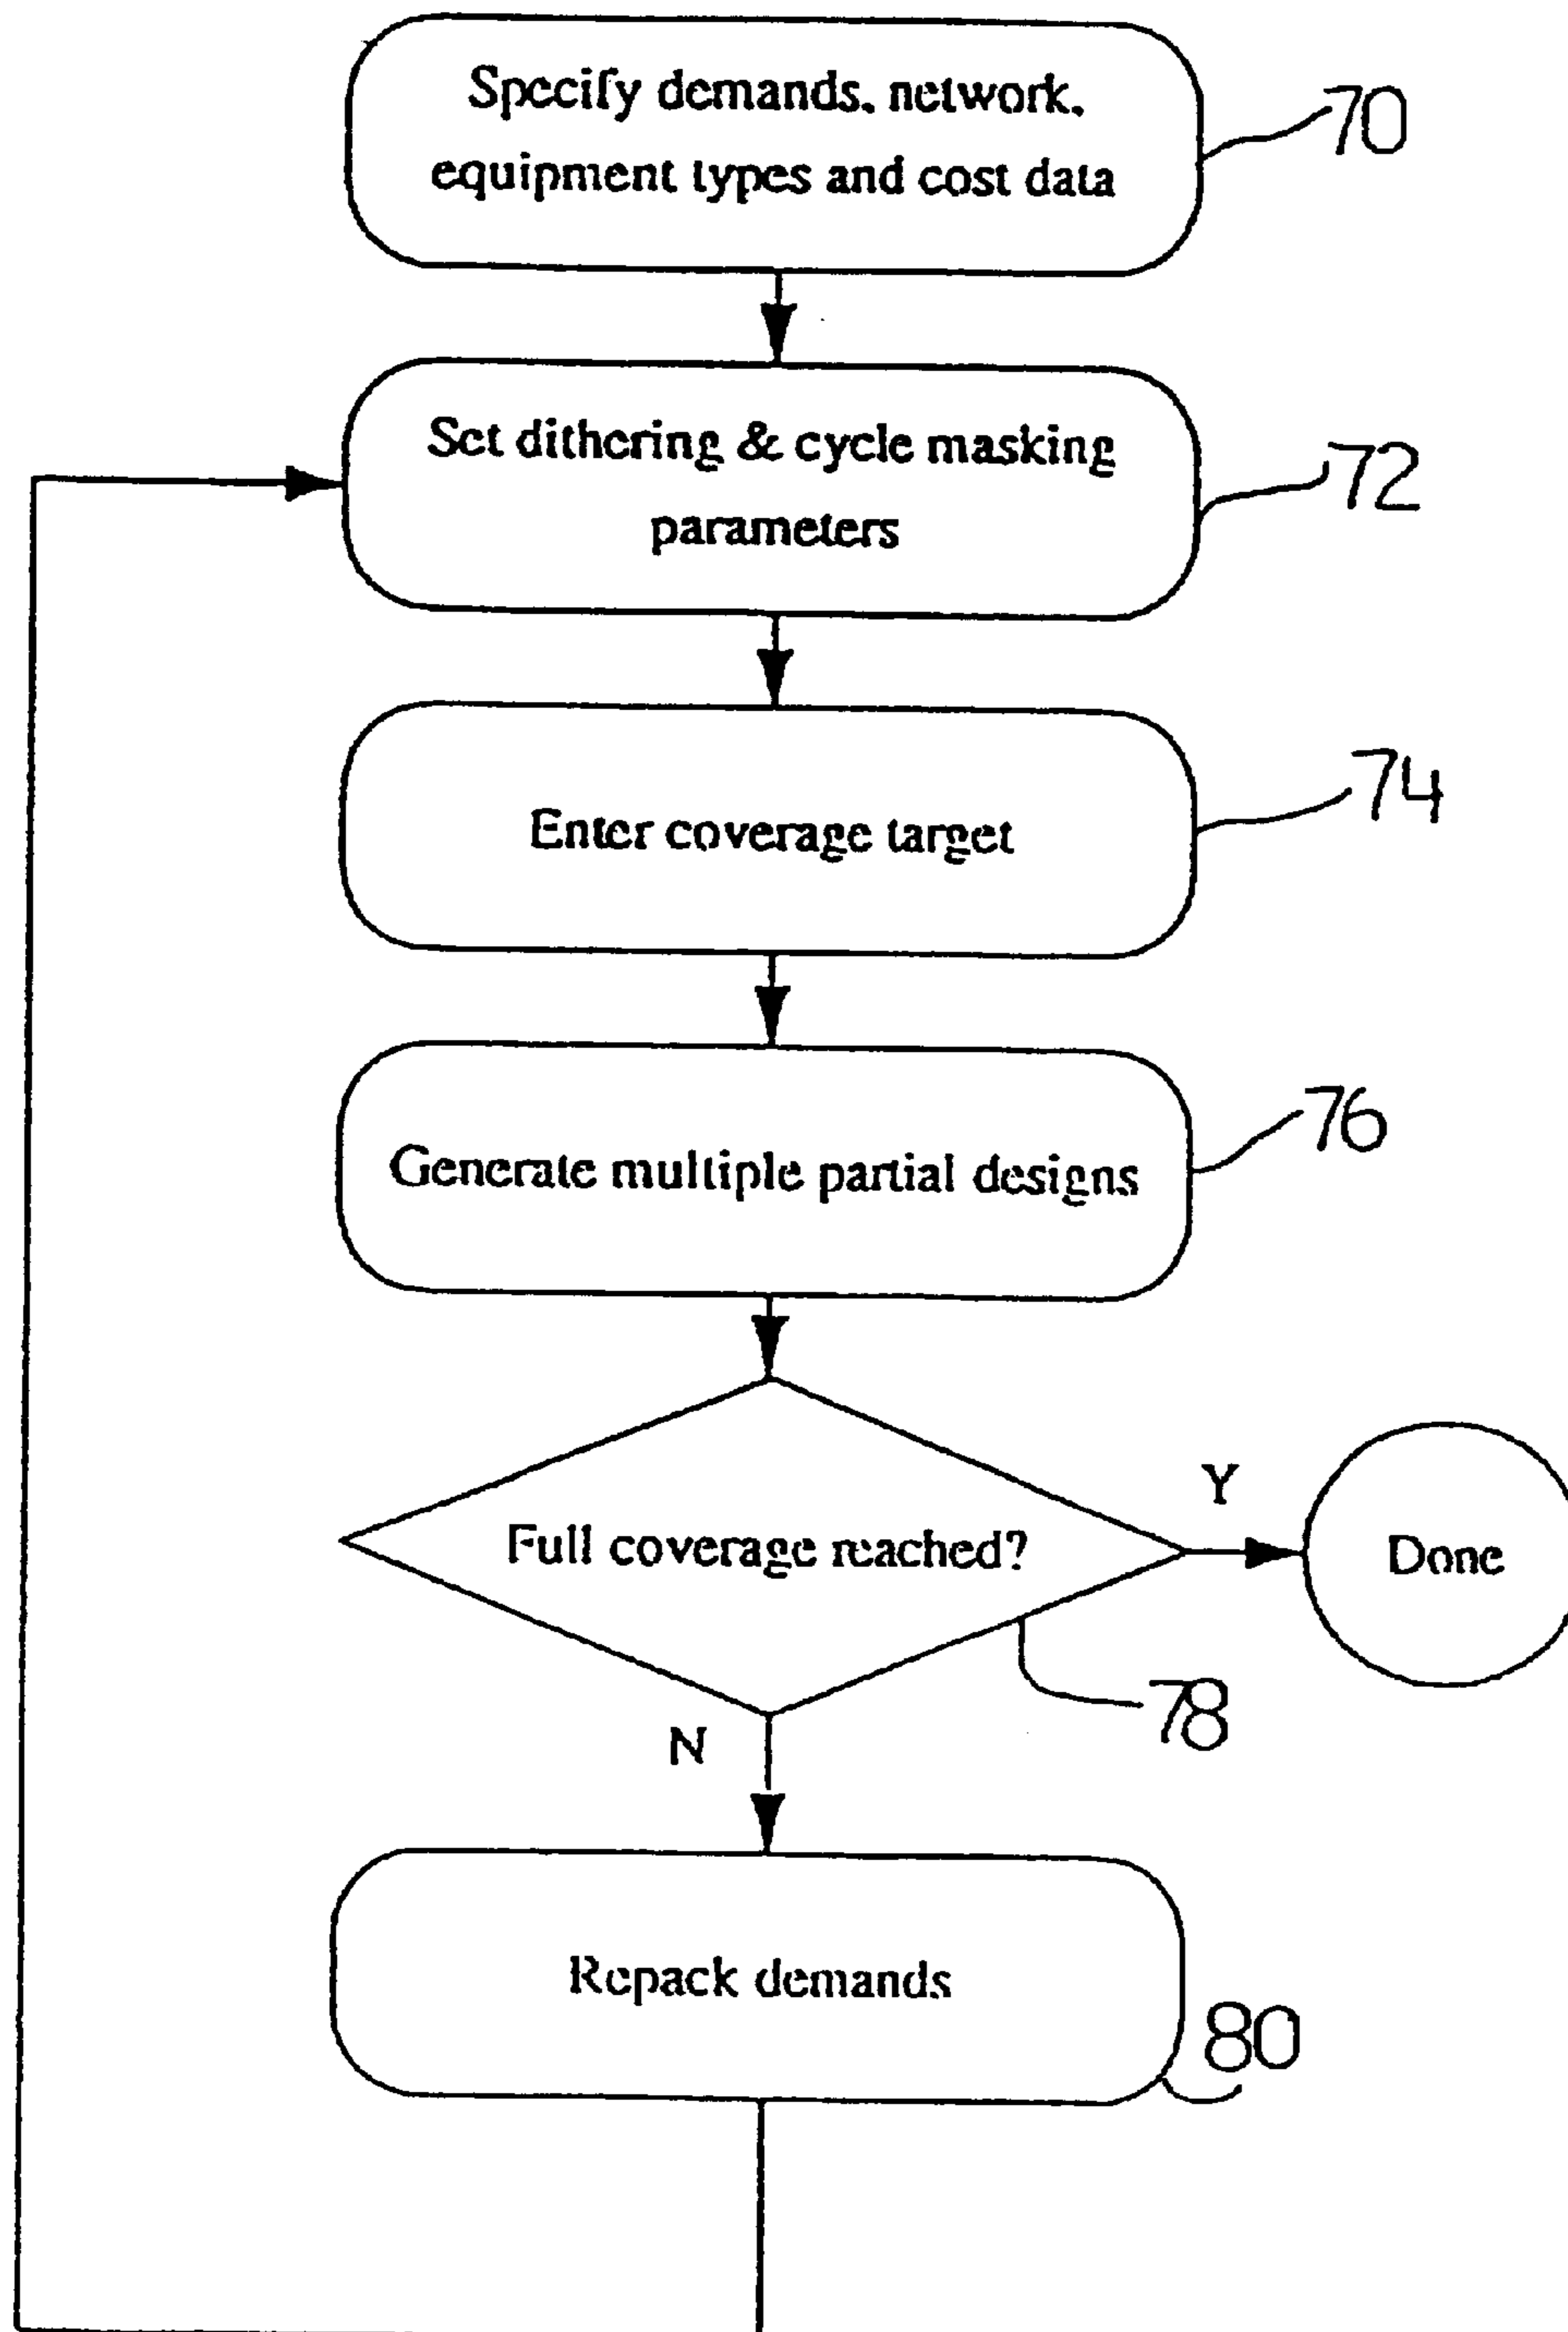 Specify demands, network,
equipment types and cost data
70
Set dithering & cycle masking
parameters
72
Enter coverage target
74
Generate multiple partial designs
76
Full coverage reached?
Y
Done
78
N
Repack demands
80